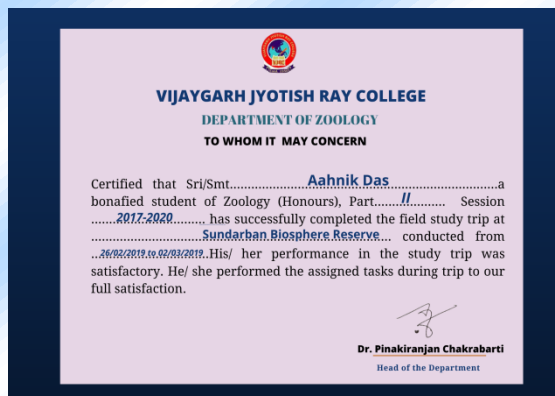 VIJAYGARH JYOTISH RAY COLLEGE
DEPARTMENT OF ZOOLOGY
TO WHOM IT MAY CONCERN
Certified that Sri/Smt............Aahnik Das............................a
bonafied student of Zoology (Honours), Part......II.......... Session
......2017-2020........ has successfully completed the field study trip at
..........................Sundarban Biosphere Reserve... conducted from
..26/02/2019 to 02/03/2019..His/ her performance in the study trip was
satisfactory. He/ she performed the assigned tasks during trip to our
full satisfaction.
Dr. Pinakiranjan Chakrabarti
Head of the Department